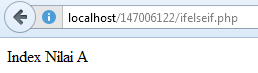 localhost/147006122/ifelseif.php
Index Nilai A